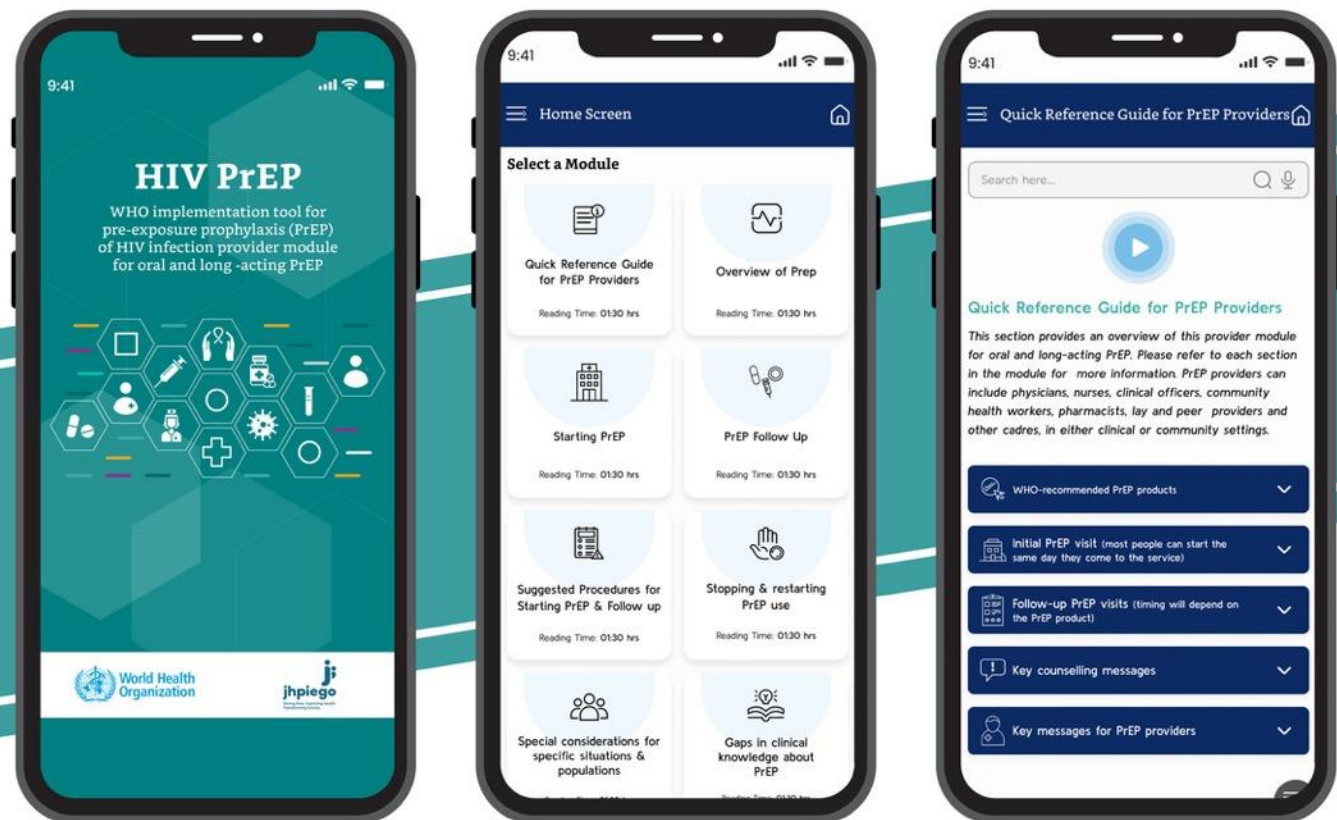 9:41
HIV PrEP
WHO implementation tool for
pre-exposure prophylaxis (PrEP)
of HIV infection provider module
for oral and long -acting PrEP
World Health
Organization
jhpiego
9:41
Home Screen
Select a Module
Quick Reference Guide
for PrEP Providers
Reading Time: 01:30 hrs
Overview of Prep
Reading Time: 01:30 hrs
Starting PrEP
Reading Time: 01:30 hrs
PrEP Follow Up
Reading Time: 01:30 hrs
Suggested Procedures for
Starting PrEP & Follow up
Reading Time: 01:30 hrs
Stopping & restarting
PrEP use
Reading Time: 01:30 hrs
Special considerations for
specific situations &
populations
Gaps in clinical
knowledge about
PrEP
9:41
Quick Reference Guide for PrEP Providers
Search here...
Quick Reference Guide for PrEP Providers
This section provides an overview of this provider module
for oral and long-acting PrEP. Please refer to each section
in the module for more information. PrEP providers can
include physicians, nurses, clinical officers, community
health workers, pharmacists, lay and peer providers and
other cadres, in either clinical or community settings.
WHO-recommended PrEP products
Initial PrEP visit (most people can start the
same day they come to the service)
Follow-up PrEP visits (timing will depend on
the PrEP product)
Key counselling messages
Key messages for PrEP providers